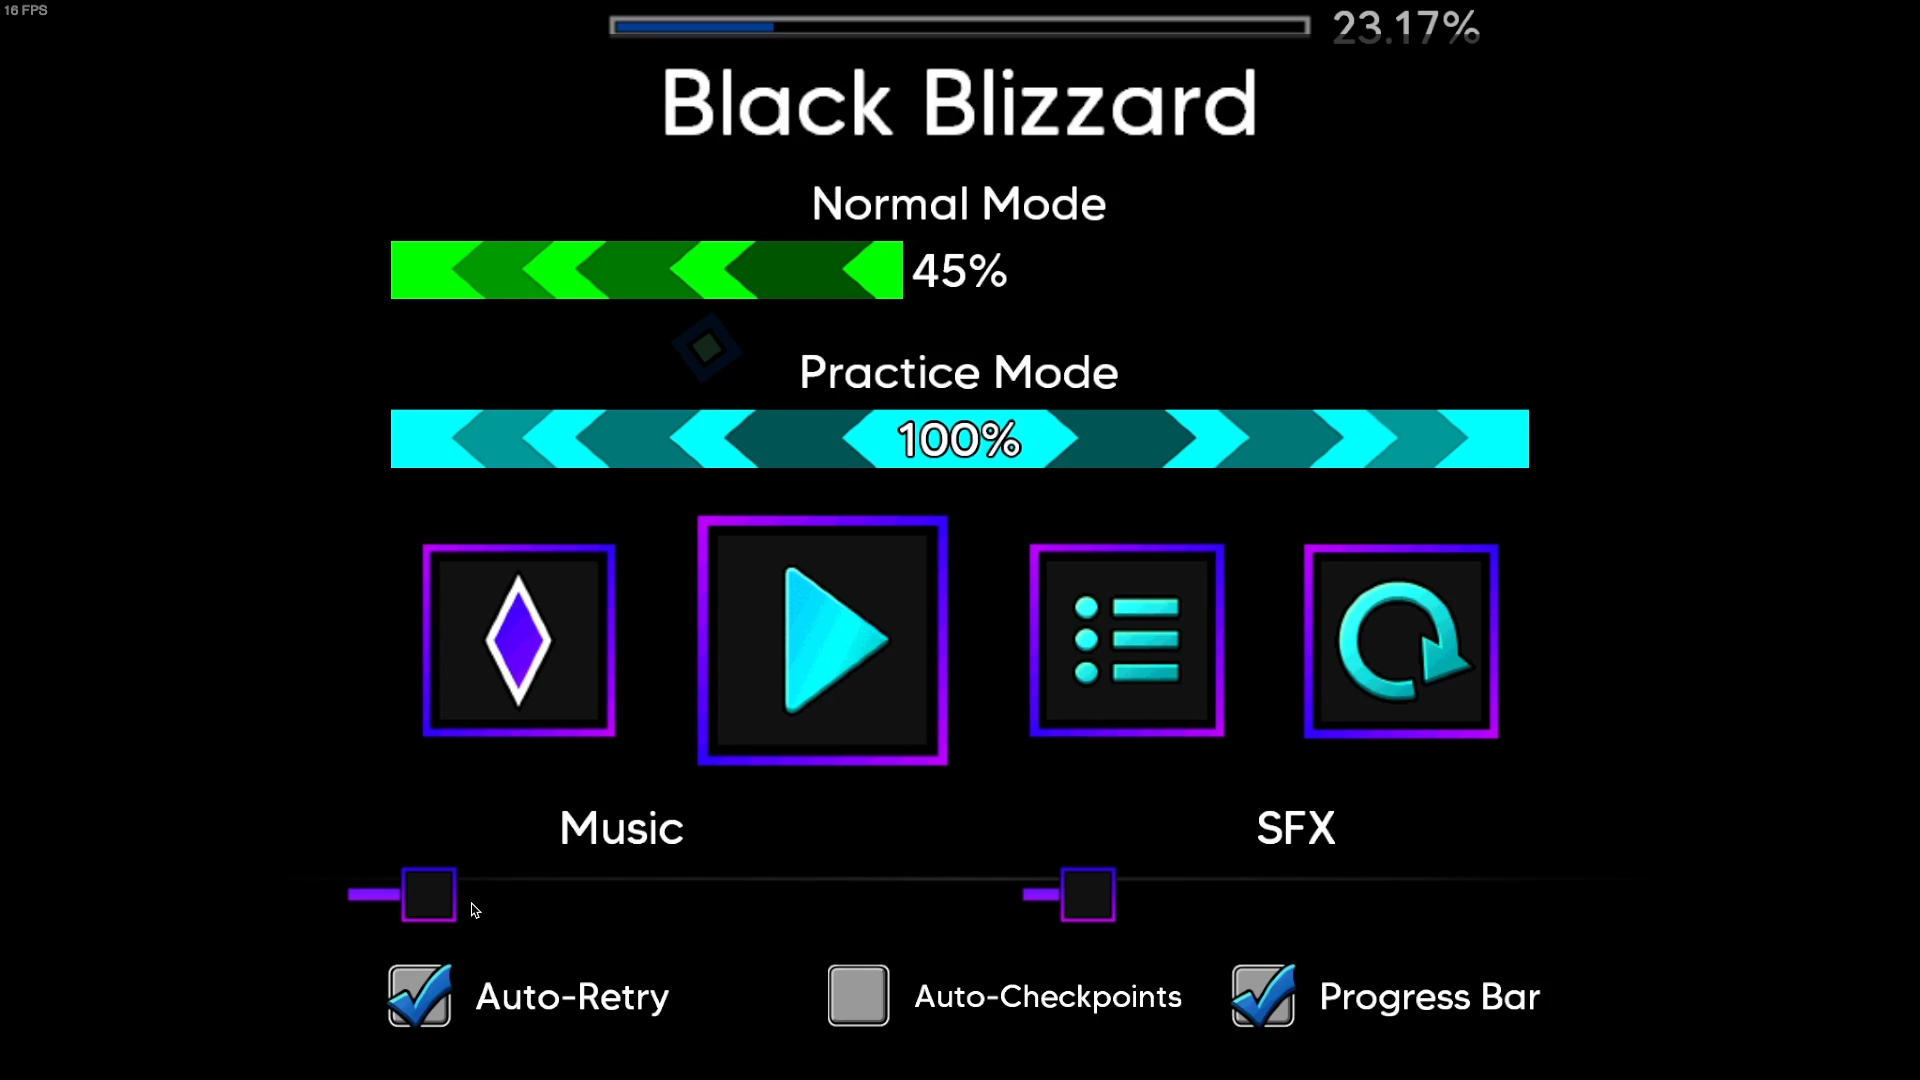 16 FPS
23.17%
Black Blizzard
Normal Mode
45%
Practice Mode
100%
Music SFX
Auto-Retry Auto-Checkpoints Progress Bar